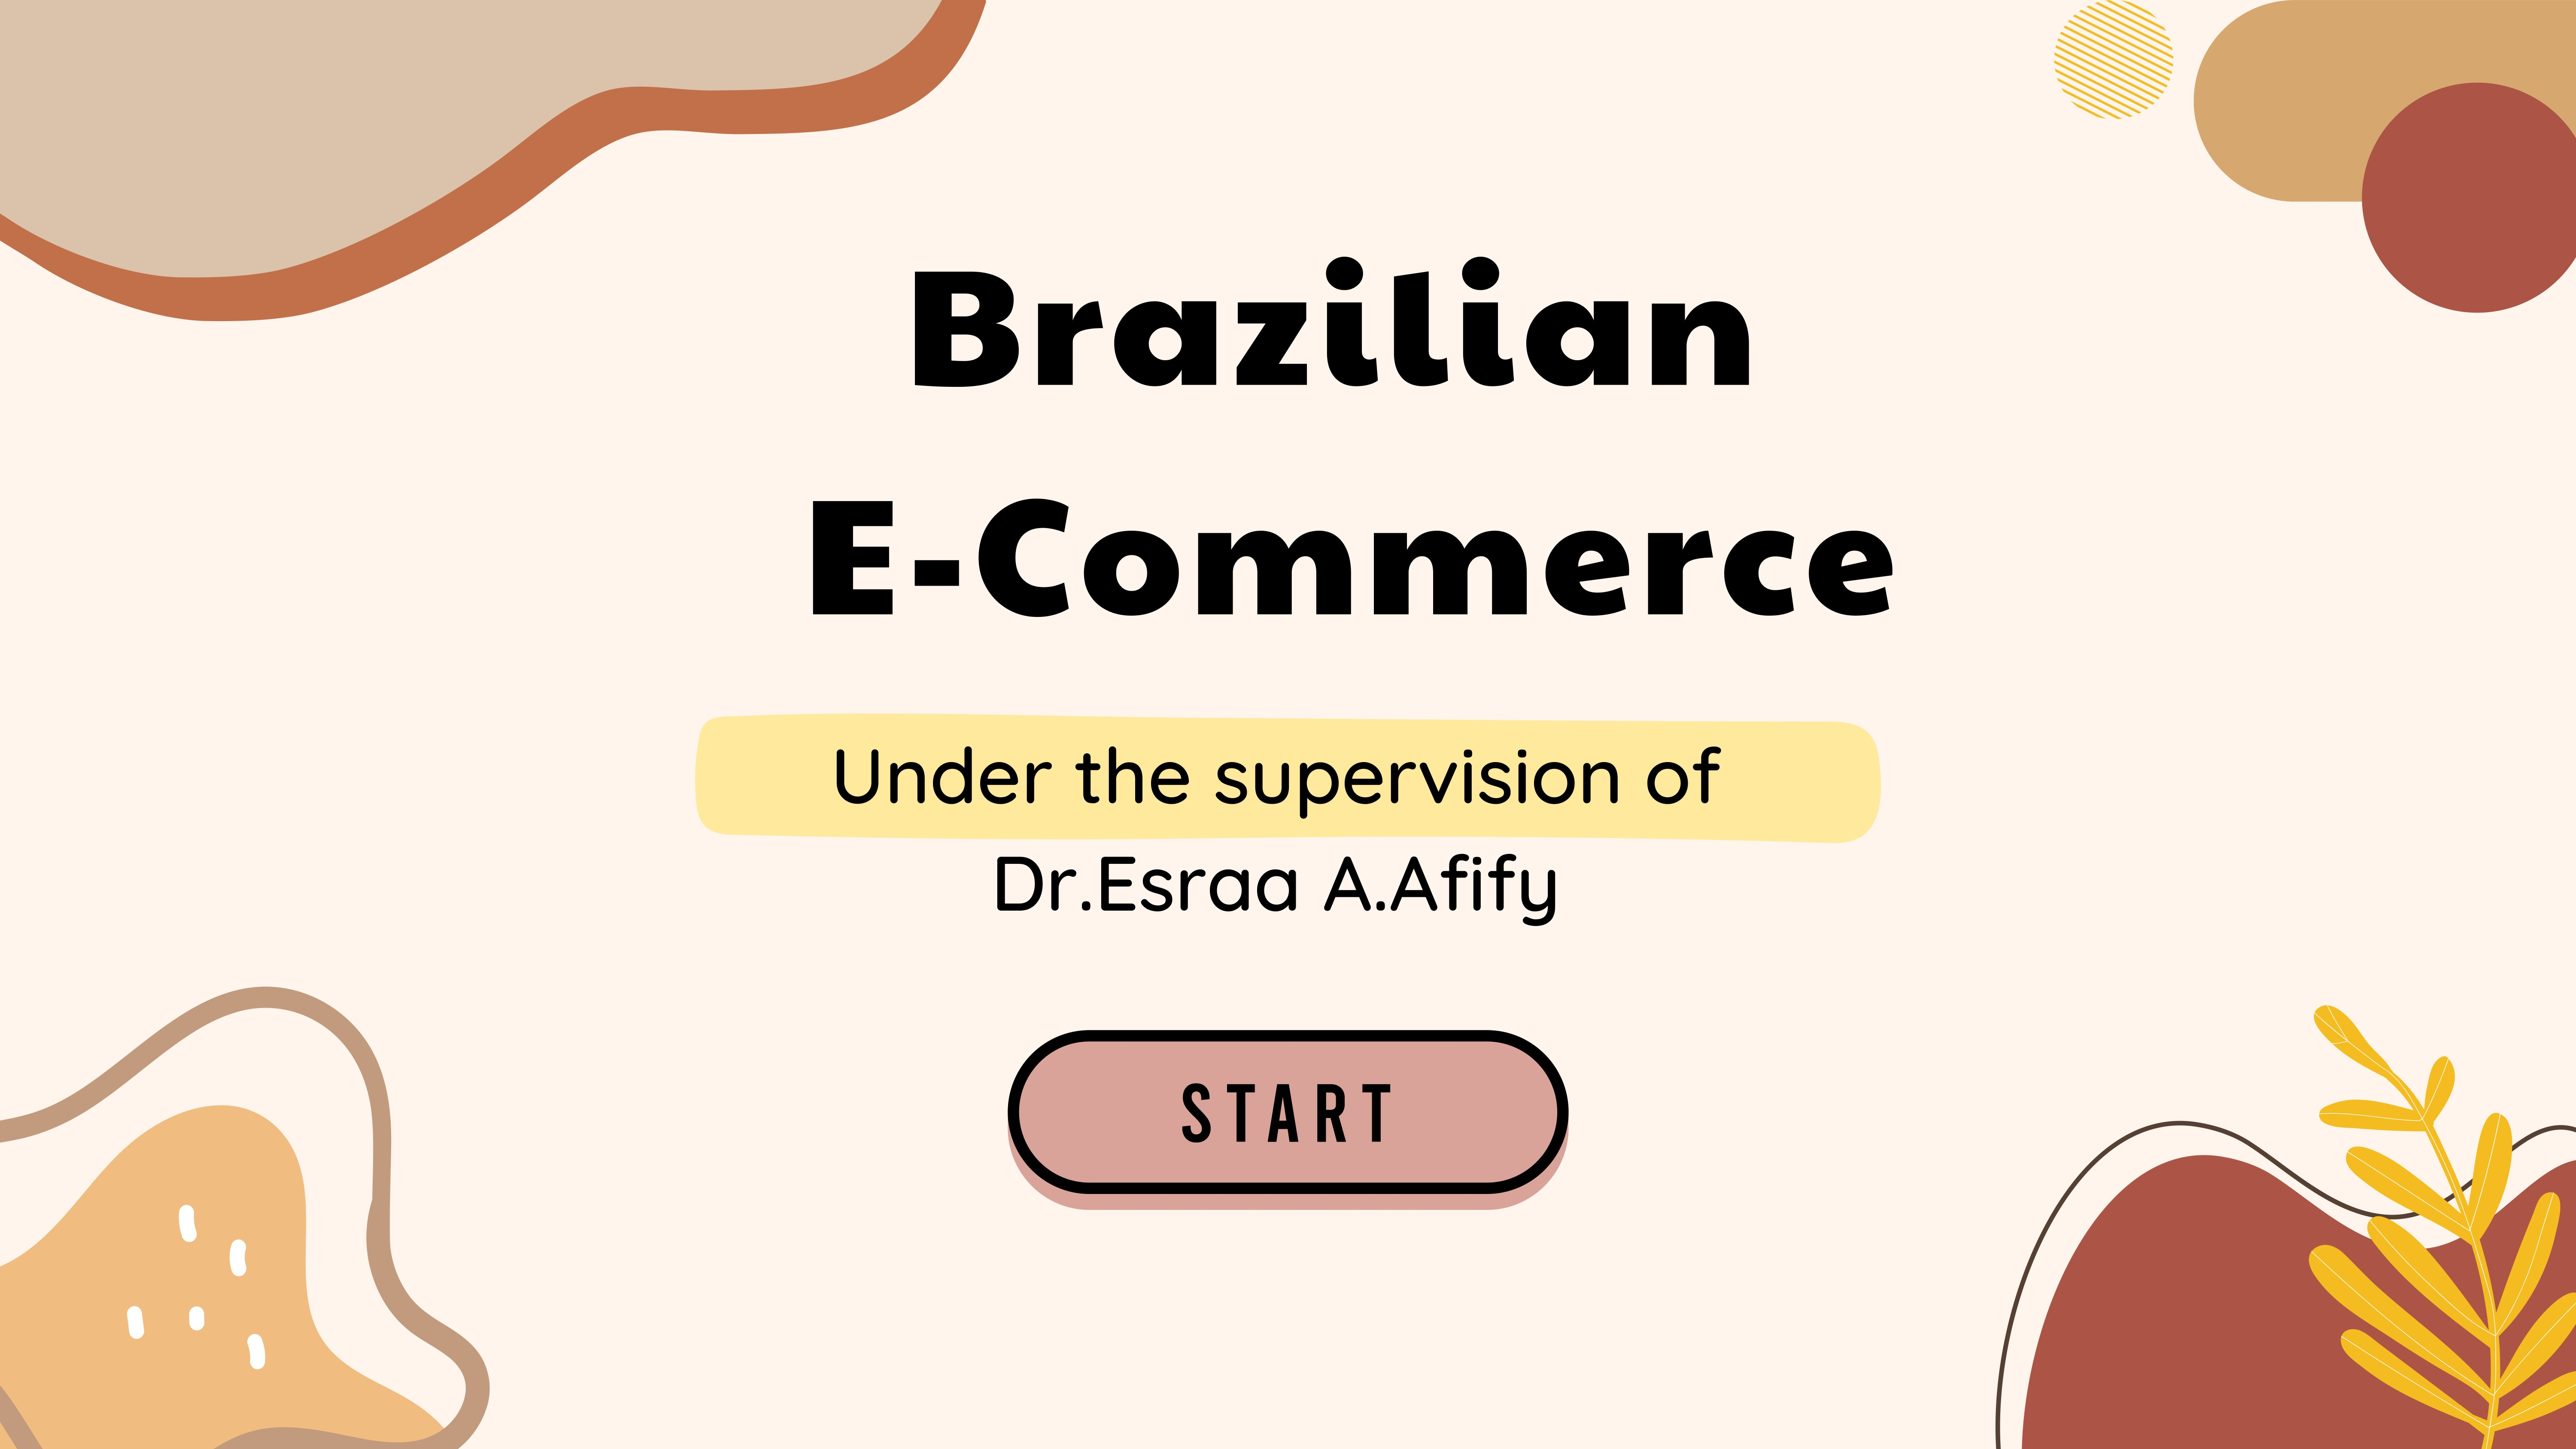 Brazilian
E-Commerce
Under the supervision of
Dr.Esraa A.Afify
START